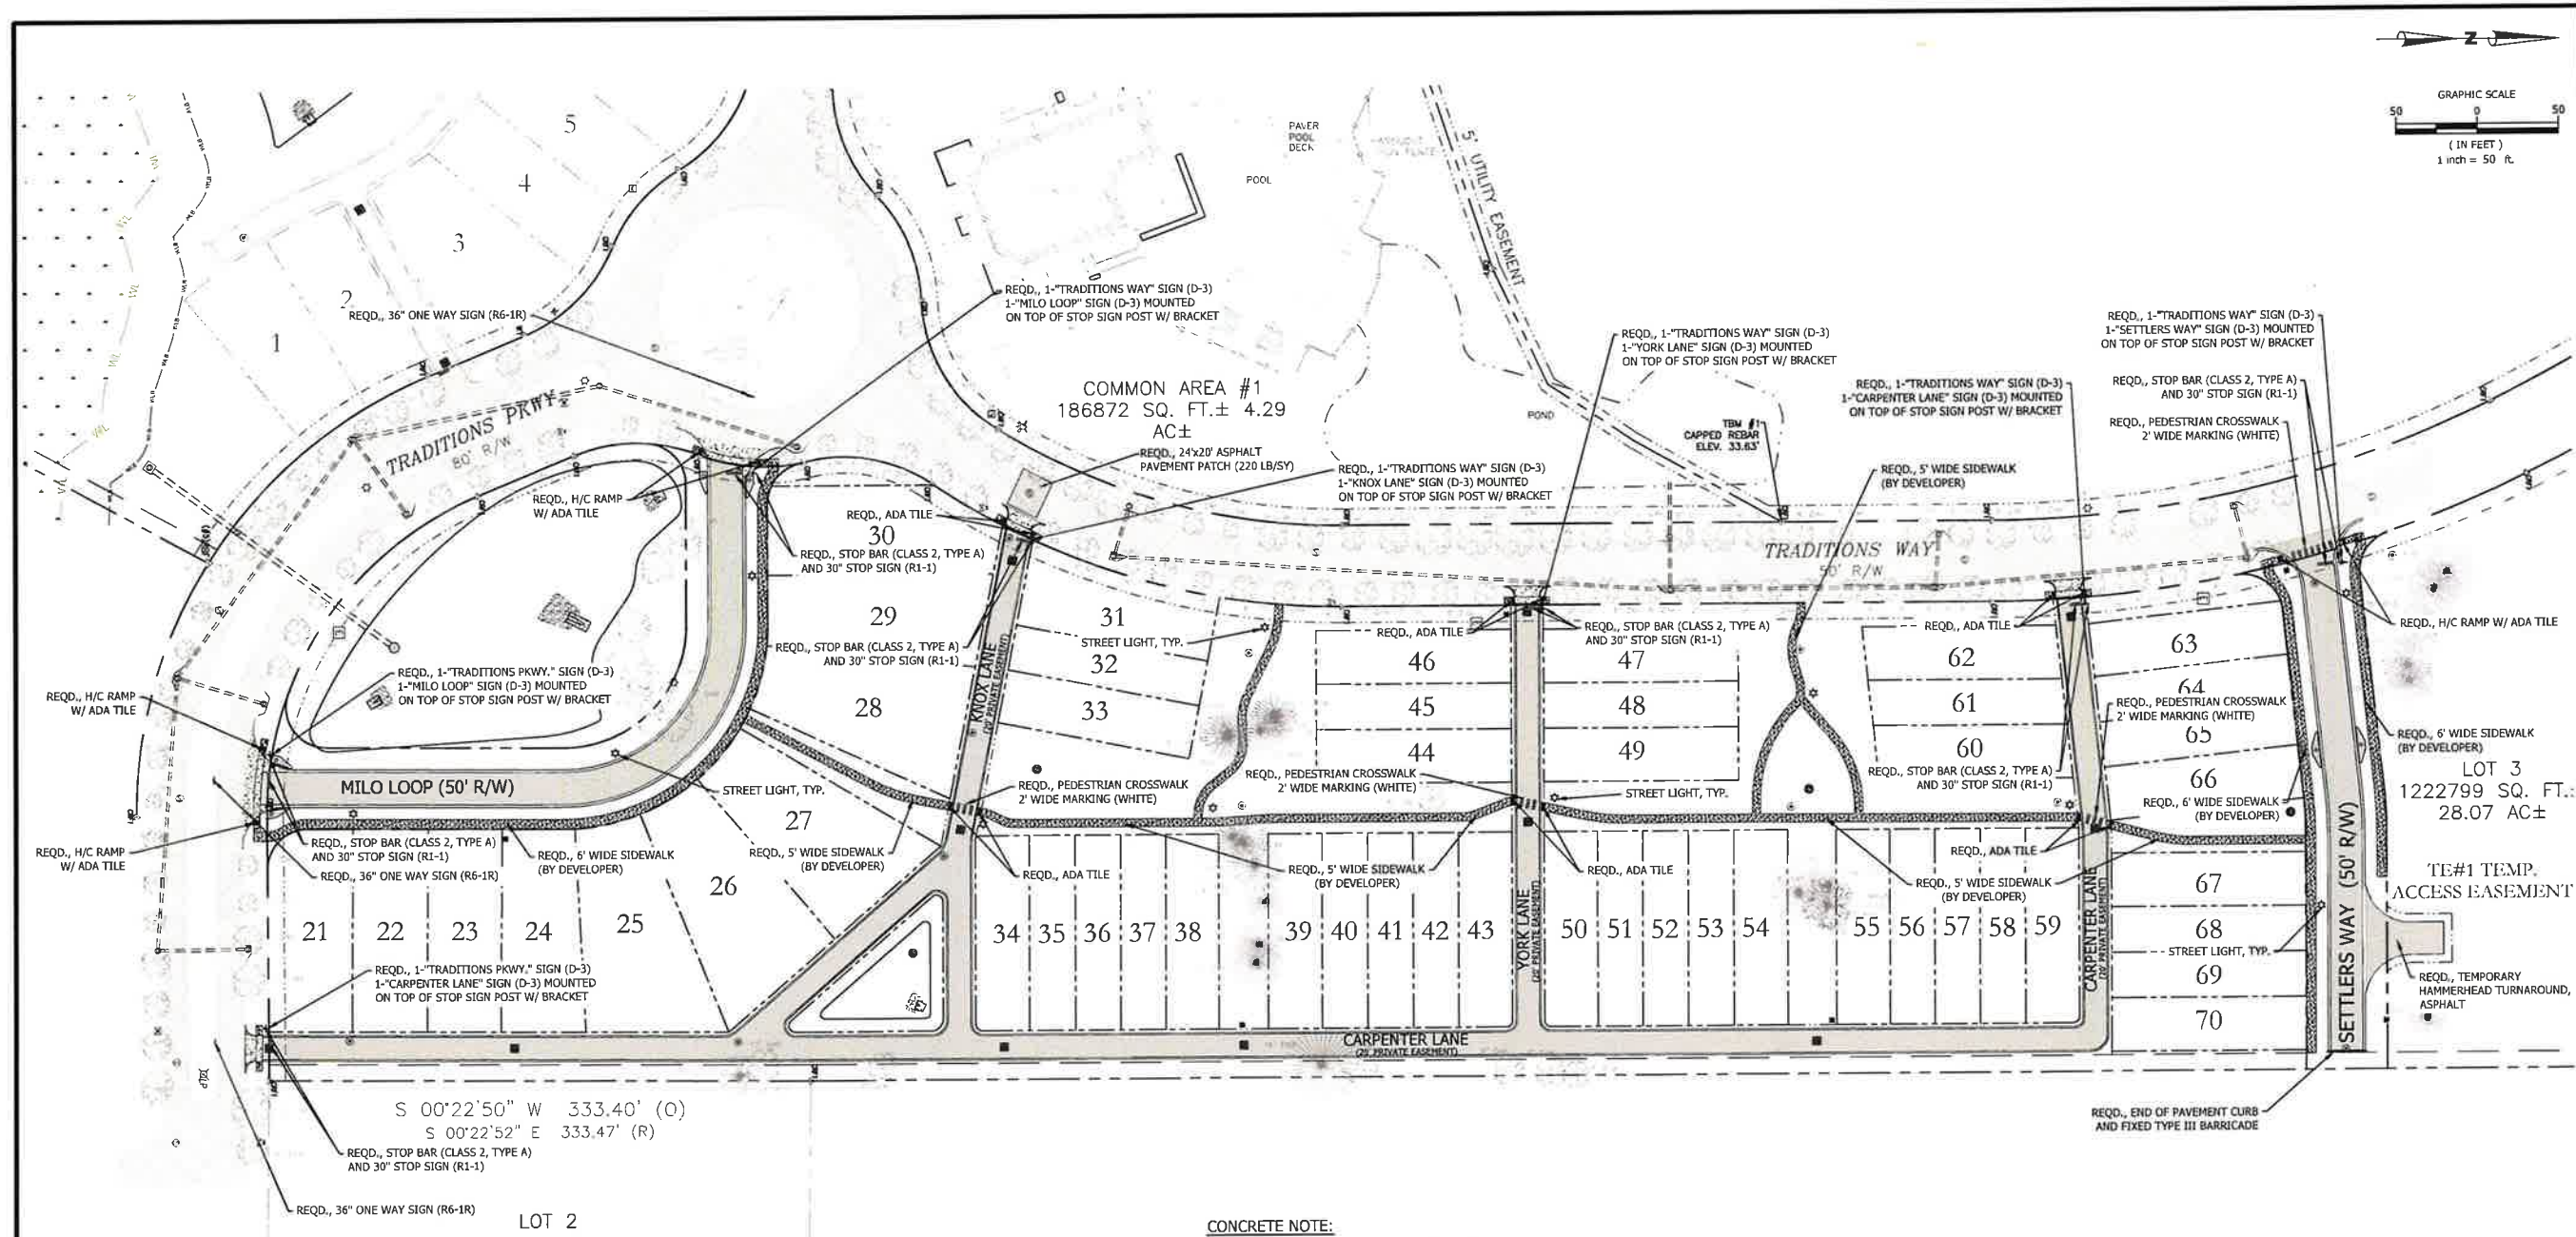 Z
GRAPHIC SCALE
50 0 50
( IN FEET )
1 inch = 50 ft.
5
4
3
2
1
REQD., 36" ONE WAY SIGN (R6-1R)
PAVER
POOL
DECK
POOL
5' UTILITY EASEMENT
REQD., 1-"TRADITIONS WAY" SIGN (D-3)
1-"MILO LOOP" SIGN (D-3) MOUNTED
ON TOP OF STOP SIGN POST W/ BRACKET
REQD., 1-"TRADITIONS WAY" SIGN (D-3)
1-"YORK LANE" SIGN (D-3) MOUNTED
ON TOP OF STOP SIGN POST W/ BRACKET
REQD., 1-"TRADITIONS WAY" SIGN (D-3)
1-"SETTLERS WAY" SIGN (D-3) MOUNTED
ON TOP OF STOP SIGN POST W/ BRACKET
REQD., 1-"TRADITIONS WAY" SIGN (D-3)
1-"CARPENTER LANE" SIGN (D-3) MOUNTED
ON TOP OF STOP SIGN POST W/ BRACKET
REQD., STOP BAR (CLASS 2, TYPE A)
AND 30" STOP SIGN (R1-1)
REQD., PEDESTRIAN CROSSWALK
2' WIDE MARKING (WHITE)
COMMON AREA #1
186872 SQ. FT.± 4.29
AC±
REQD., 24'x20' ASPHALT
PAVEMENT PATCH (220 LB/SY)
POND
TBM #1
CAPPED REBAR
ELEV. 33.63'
REQD., 1-"TRADITIONS WAY" SIGN (D-3)
1-"KNOX LANE" SIGN (D-3) MOUNTED
ON TOP OF STOP SIGN POST W/ BRACKET
REQD., 5' WIDE SIDEWALK
(BY DEVELOPER)
TRADITIONS PKWY.
80' R/W
REQD., H/C RAMP
W/ ADA TILE
REQD., ADA TILE
30
REQD., STOP BAR (CLASS 2, TYPE A)
AND 30" STOP SIGN (R1-1)
TRADITIONS WAY
50' R/W
29
REQD., STOP BAR (CLASS 2, TYPE A)
AND 30" STOP SIGN (R1-1)
28
KNOX LANE
(20' PRIVATE EASEMENT)
31
STREET LIGHT, TYP.
32
33
REQD., ADA TILE
46
45
44
REQD., STOP BAR (CLASS 2, TYPE A)
AND 30" STOP SIGN (R1-1)
47
48
49
REQD., ADA TILE
62
61
60
REQD., STOP BAR (CLASS 2, TYPE A)
AND 30" STOP SIGN (R1-1)
REQD., H/C RAMP W/ ADA TILE
63
64
REQD., PEDESTRIAN CROSSWALK
2' WIDE MARKING (WHITE)
65
66
REQD., 6' WIDE SIDEWALK
(BY DEVELOPER)
REQD., 6' WIDE SIDEWALK
(BY DEVELOPER)
LOT 3
1222799 SQ. FT.±
28.07 AC±
TE#1 TEMP.
ACCESS EASEMENT
REQD., 1-"TRADITIONS PKWY." SIGN (D-3)
1-"MILO LOOP" SIGN (D-3) MOUNTED
ON TOP OF STOP SIGN POST W/ BRACKET
REQD., H/C RAMP
W/ ADA TILE
MILO LOOP (50' R/W)
STREET LIGHT, TYP.
27
REQD., 5' WIDE SIDEWALK
(BY DEVELOPER)
REQD., PEDESTRIAN CROSSWALK
2' WIDE MARKING (WHITE)
REQD., PEDESTRIAN CROSSWALK
2' WIDE MARKING (WHITE)
STREET LIGHT, TYP.
REQD., H/C RAMP
W/ ADA TILE
REQD., STOP BAR (CLASS 2, TYPE A)
AND 30" STOP SIGN (R1-1)
REQD., 36" ONE WAY SIGN (R6-1R)
REQD., 6' WIDE SIDEWALK
(BY DEVELOPER)
26
REQD., ADA TILE
REQD., 5' WIDE SIDEWALK
(BY DEVELOPER)
REQD., ADA TILE
REQD., ADA TILE
REQD., 5' WIDE SIDEWALK
(BY DEVELOPER)
21 22 23 24 25
34 35 36 37 38 39 40 41 42 43
YORK LANE
(20' PRIVATE EASEMENT)
50 51 52 53 54 55 56 57 58 59
CARPENTER LANE
(20' PRIVATE EASEMENT)
67
68
STREET LIGHT, TYP.
69
70
SETTLERS WAY (50' R/W)
REQD., TEMPORARY
HAMMERHEAD TURNAROUND,
ASPHALT
REQD., 1-"TRADITIONS PKWY." SIGN (D-3)
1-"CARPENTER LANE" SIGN (D-3) MOUNTED
ON TOP OF STOP SIGN POST W/ BRACKET
CARPENTER LANE
(20' PRIVATE EASEMENT)
S 00°22'50" W 333.40' (O)
S 00°22'52" E 333.47' (R)
REQD., STOP BAR (CLASS 2, TYPE A)
AND 30" STOP SIGN (R1-1)
REQD., END OF PAVEMENT CURB
AND FIXED TYPE III BARRICADE
REQD., 36" ONE WAY SIGN (R6-1R)
LOT 2
CONCRETE NOTE: